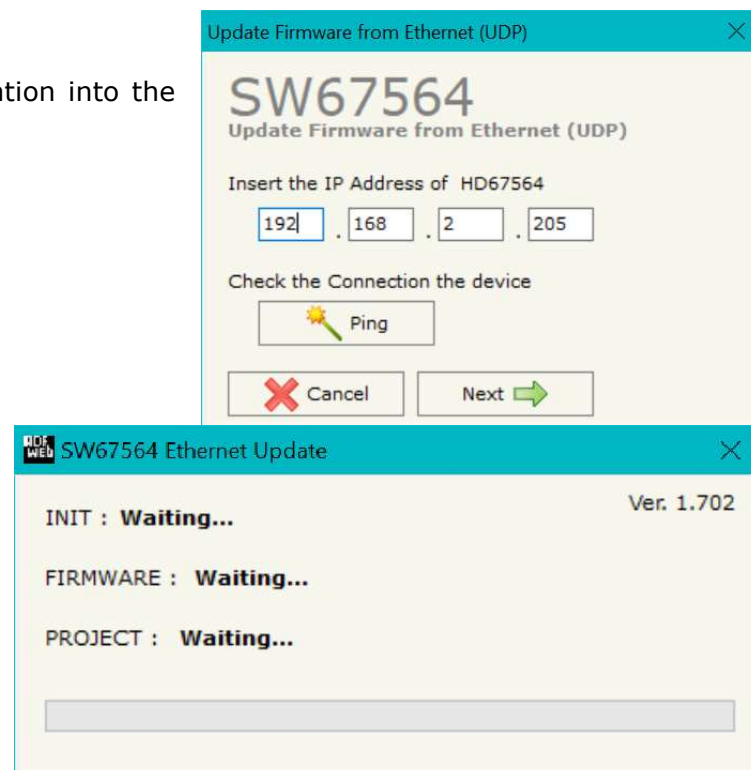 Update Firmware from Ethernet (UDP)
ation into the
SW67564
Update Firmware from Ethernet (UDP)
Insert the IP Address of HD67564
192 . 168 . 2 . 205
Check the Connection the device
Ping
Cancel Next
ADF WEB SW67564 Ethernet Update
Ver. 1.702
INIT : Waiting...
FIRMWARE : Waiting...
PROJECT : Waiting...